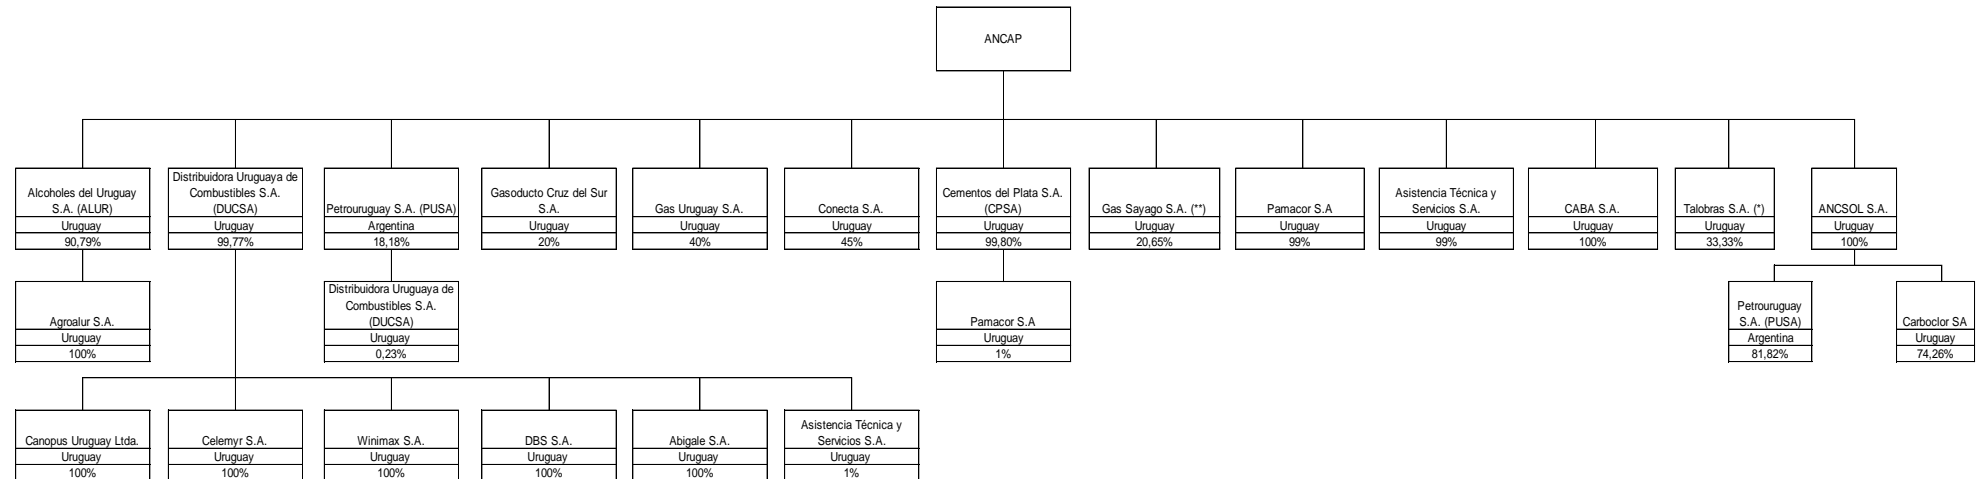 ANCAP
Alcoholes del Uruguay
S.A. (ALUR)
Uruguay
90,79%
Distribuidora Uruguaya de
Combustibles S.A.
(DUCSA)
Uruguay
99,77%
Petrouruguay S.A. (PUSA)
Argentina
18,18%
Gasoducto Cruz del Sur
S.A.
Uruguay
20%
Gas Uruguay S.A.
Uruguay
40%
Conecta S.A.
Uruguay
45%
Cementos del Plata S.A.
(CPSA)
Uruguay
99,80%
Gas Sayago S.A. (**)
Uruguay
20,65%
Pamacor S.A
Uruguay
99%
Asistencia Técnica y
Servicios S.A.
Uruguay
99%
CABA S.A.
Uruguay
100%
Talobras S.A. (*)
Uruguay
33,33%
ANCSOL S.A.
Uruguay
100%
Agroalur S.A.
Uruguay
100%
Distribuidora Uruguaya de
Combustibles S.A.
(DUCSA)
Uruguay
0,23%
Pamacor S.A
Uruguay
1%
Petrouruguay
S.A. (PUSA)
Argentina
81,82%
Carboclor SA
Uruguay
74,26%
Canopus Uruguay Ltda.
Uruguay
100%
Celemyr S.A.
Uruguay
100%
Winimax S.A.
Uruguay
100%
DBS S.A.
Uruguay
100%
Abigale S.A.
Uruguay
100%
Asistencia Técnica y
Servicios S.A.
Uruguay
1%